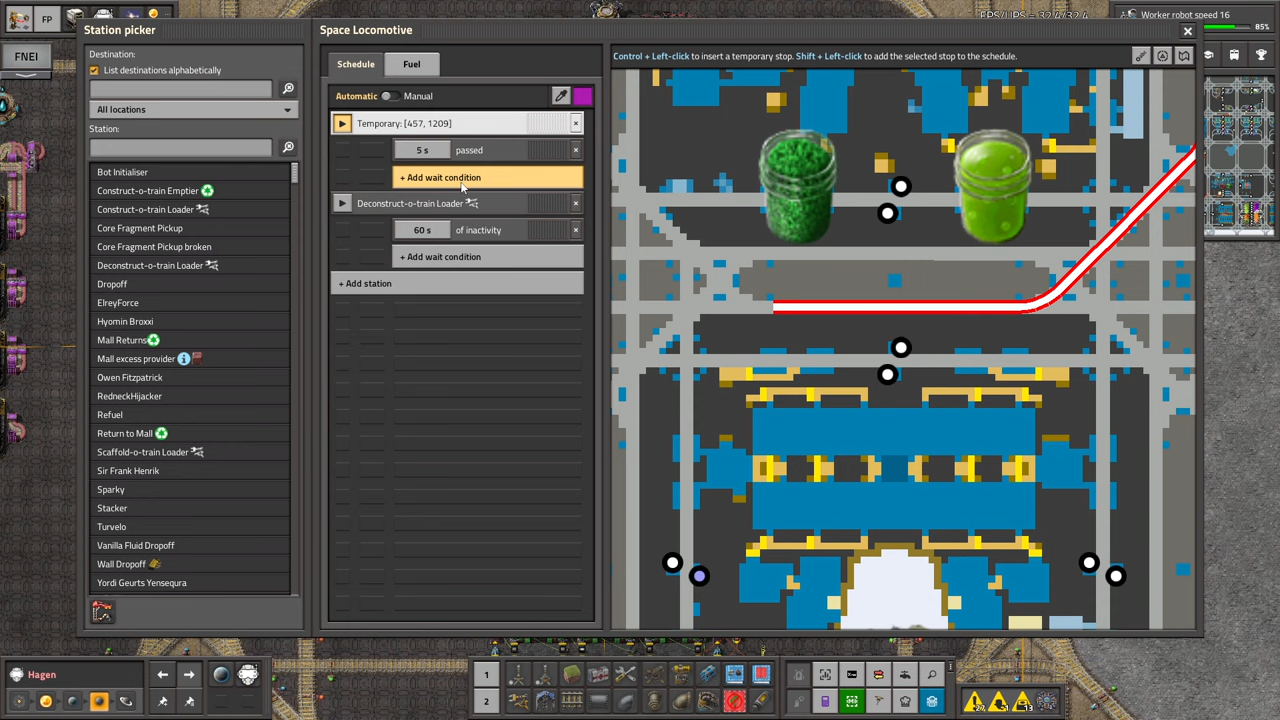 FP
FNEI
Station picker
Destination:
List destinations alphabetically
All locations
Station:
Bot Initialiser
Construct-o-train Emptier
Construct-o-train Loader
Core Fragment Pickup
Core Fragment Pickup broken
Deconstruct-o-train Loader
Dropoff
ElreyForce
Hyomin Broxxi
Mall Returns
Mall excess provider
Owen Fitzpatrick
RedneckHijacker
Refuel
Return to Mall
Scaffold-o-train Loader
Sir Frank Henrik
Sparky
Stacker
Turvelo
Vanilla Fluid Dropoff
Wall Dropoff
Yordi Geurts Yensequra
Space Locomotive
Schedule
Fuel
Automatic
Manual
Temporary: [457, 1209]
5 s
passed
+ Add wait condition
Deconstruct-o-train Loader
60 s
of inactivity
+ Add wait condition
+ Add station
Control + Left-click to insert a temporary stop. Shift + Left-click to add the selected stop to the schedule.
Worker robot speed 16
85%
Hagen
1
2